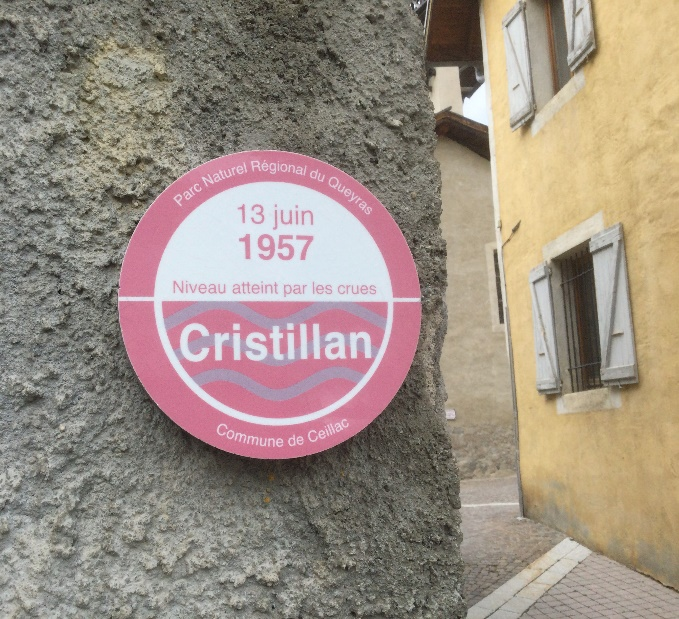 Parc Naturel Régional du Queyras
13 juin
1957
Niveau atteint par les crues
Cristillan
Commune de Ceillac